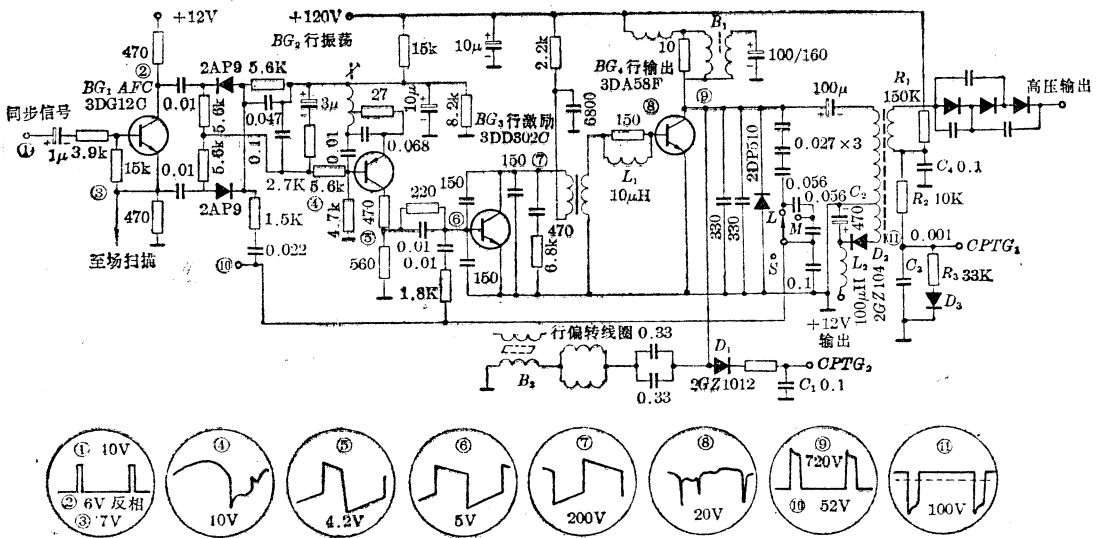 +12V
470
②
BG₁ AFC
3DG12C
同步信号
①
1μ
3.9k
15k
③
470
至场扫描
0.01
0.01
2AP9
2AP9
5.6K
5.6k
5.6k
0.047
0.1
1.5K
0.022
⑩
+120V
BG₂ 行振荡
3μ
2.7K
5.6k
④
0.01
4.7k
27
0.068
15k
10μ
10μ
8.2k
470
⑤
560
220
0.01
0.01
1.8K
⑥
150
150
150
BG₃ 行激励
3DD302C
⑦
2.2k
6800
470
6.8k
150
L₁
10μH
BG₄ 行输出
3DA58F
⑧
10
B₁
100/160
⑨
330
330
2DP510
100μ
0.027×3
0.056
0.056
C₂
L
M
S
0.1
470
L₂
100μH
D₂
2GZ104
+12V
输出
⑪
150K
R₁
高压输出
C₄ 0.1
R₂ 10K
0.001
C₃
CPTG₁
R₃ 33K
D₃
行偏转线圈
B₂
0.33
0.33
D₁
2GZ1012
CPTG₂
C₁ 0.1
① 10V
② 6V 反相
③ 7V
④
10V
⑤
4.2V
⑥
5V
⑦
200V
⑧
20V
⑨
720V
⑩ 52V
⑪
100V